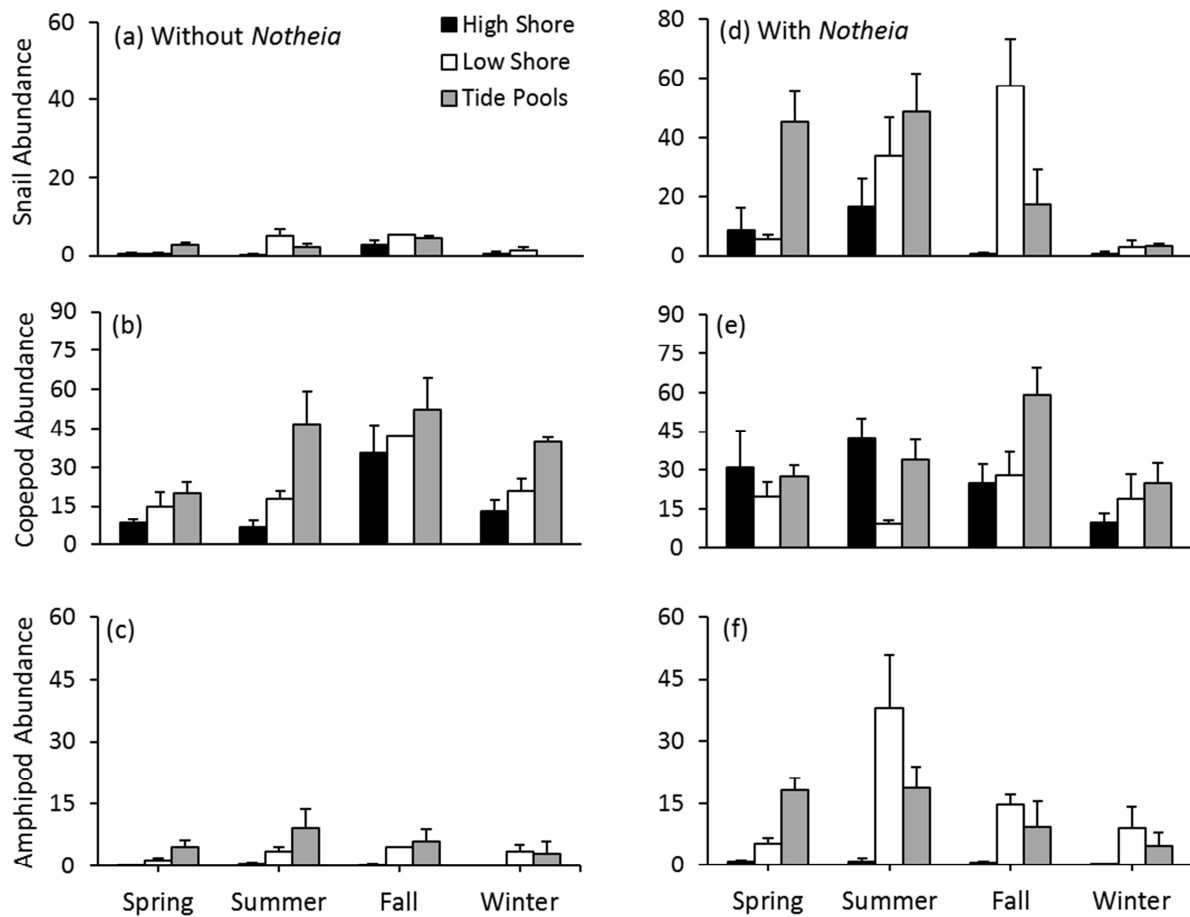 (a) Without Notheia
High Shore
Low Shore
Tide Pools
Snail Abundance
60
40
20
0
(d) With Notheia
80
60
40
20
0
(b)
Copepod Abundance
90
75
60
45
30
15
0
(e)
90
75
60
45
30
15
0
(c)
Amphipod Abundance
60
45
30
15
0
Spring Summer Fall Winter
(f)
60
45
30
15
0
Spring Summer Fall Winter